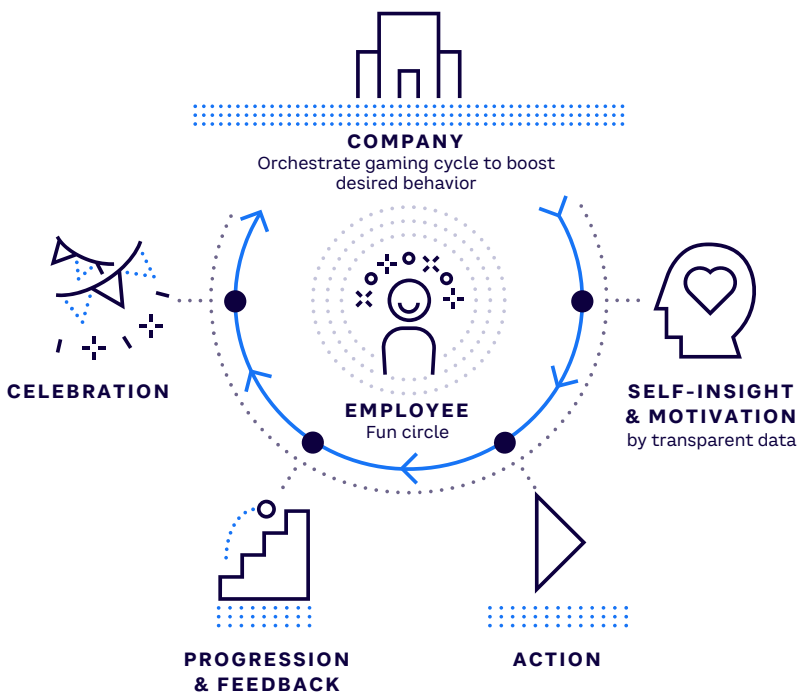 COMPANY
Orchestrate gaming cycle to boost
desired behavior
CELEBRATION
EMPLOYEE
Fun circle
SELF-INSIGHT
& MOTIVATION
by transparent data
PROGRESSION
& FEEDBACK
ACTION